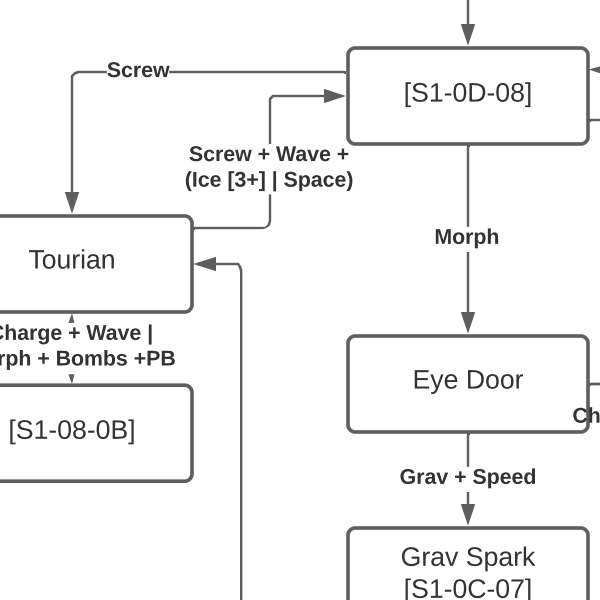 Screw
[S1-0D-08]
Screw + Wave +
(Ice [3+] | Space)
Morph
Tourian
Charge + Wave |
rph + Bombs +PB
Eye Door
[S1-08-0B]
Ch
Grav + Speed
Grav Spark
[S1-0C-07]